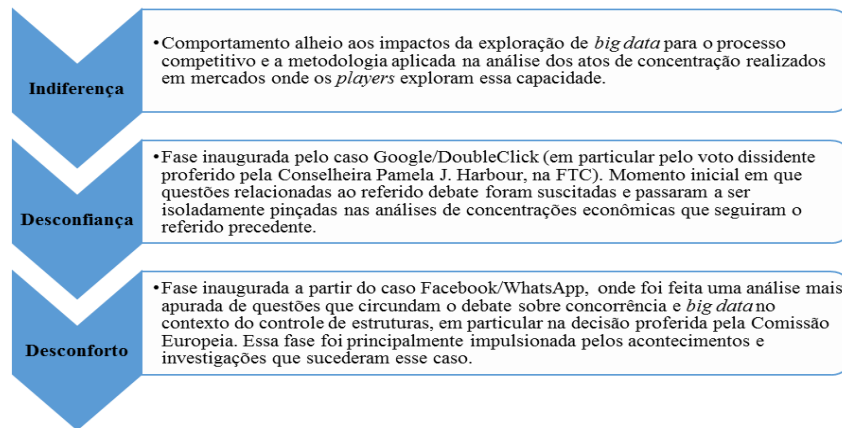 Indiferença
•Comportamento alheio aos impactos da exploração de big data para o processo
competitivo e a metodologia aplicada na análise dos atos de concentração realizados
em mercados onde os players exploram essa capacidade.
Desconfiança
•Fase inaugurada pelo caso Google/DoubleClick (em particular pelo voto dissidente
proferido pela Conselheira Pamela J. Harbour, na FTC). Momento inicial em que
questões relacionadas ao referido debate foram suscitadas e passaram a ser
isoladamente pinçadas nas análises de concentrações econômicas que seguiram o
referido precedente.
Desconforto
•Fase inaugurada a partir do caso Facebook/WhatsApp, onde foi feita uma análise mais
apurada de questões que circundam o debate sobre concorrência e big data no
contexto do controle de estruturas, em particular na decisão proferida pela Comissão
Europeia. Essa fase foi principalmente impulsionada pelos acontecimentos e
investigações que sucederam esse caso.